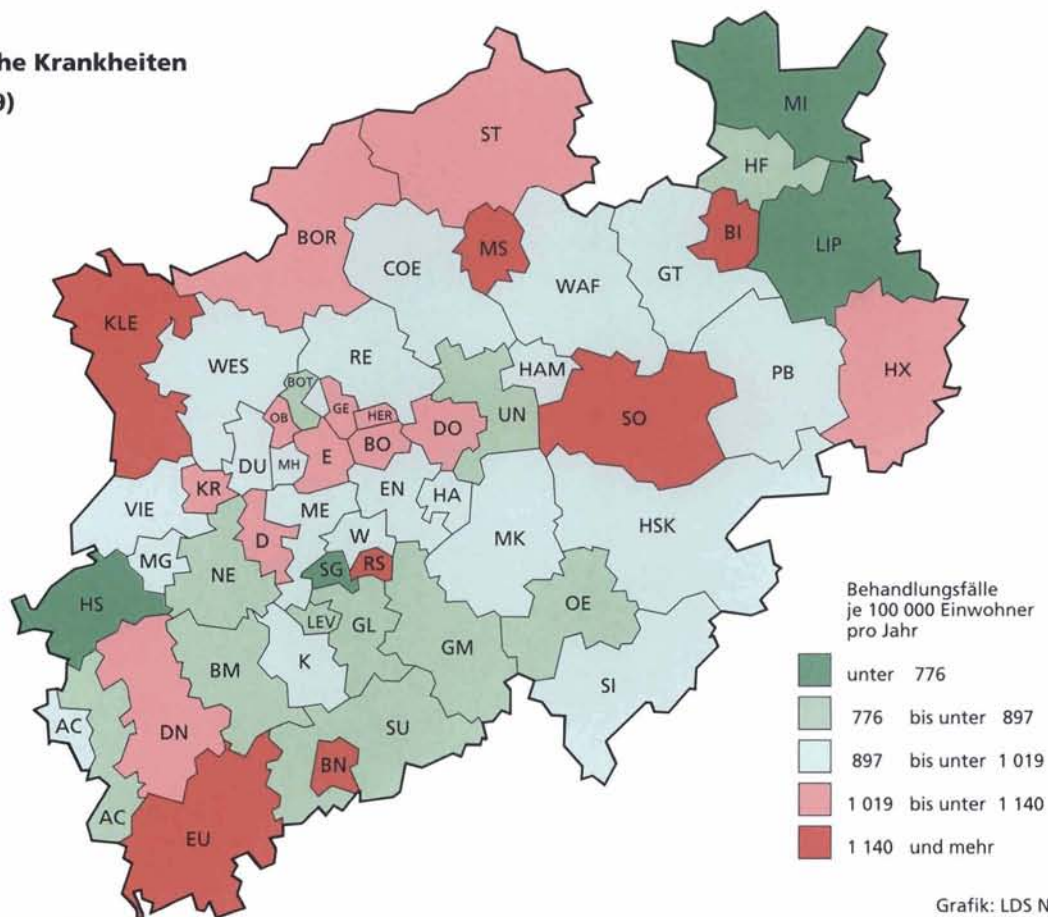 he Krankheiten
9)
MI
ST
HF
BOR
MS
BI
LIP
COE
WAF
GT
KLE
WES
RE
HAM
PB
HX
BOT
UN
SO
OB
GE
HER
DO
BO
E
DU
MH
EN
HA
KR
VIE
ME
HSK
D
W
MK
MG
NE
SG
RS
HS
OE
LEV
GL
GM
BM
K
SI
AC
DN
SU
BN
AC
EU
Behandlungsfälle
je 100 000 Einwohner
pro Jahr
unter 776
776 bis unter 897
897 bis unter 1 019
1 019 bis unter 1 140
1 140 und mehr
Grafik: LDS N